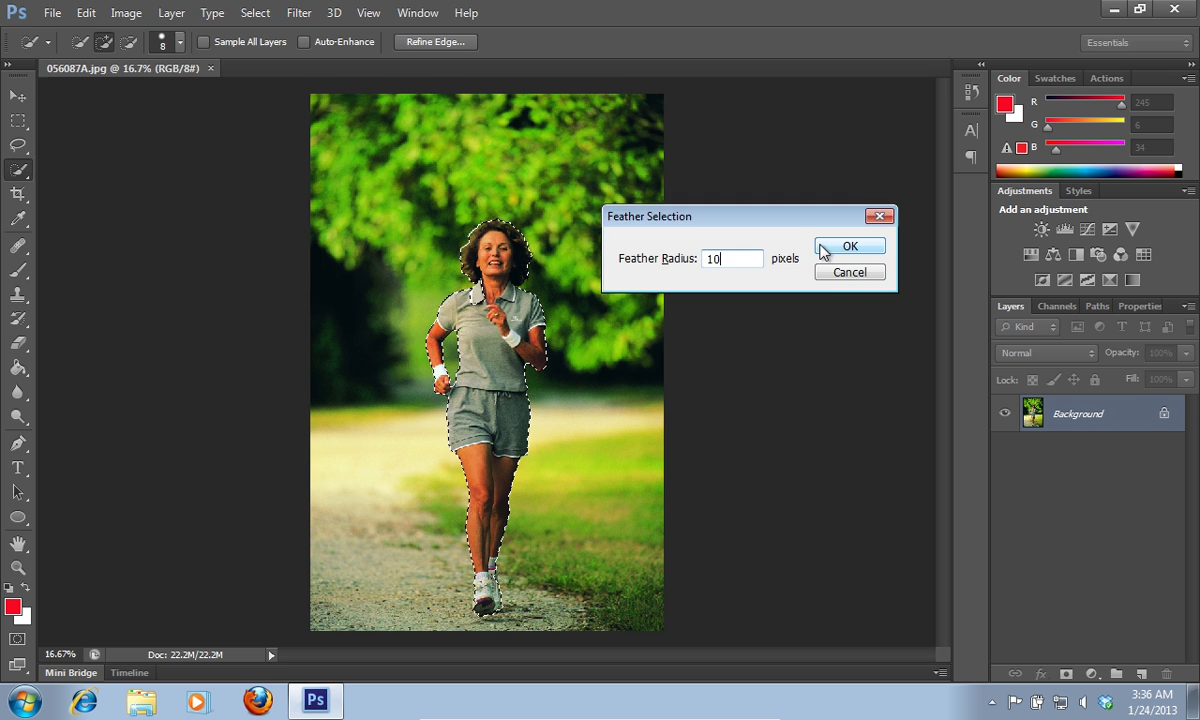 Ps File Edit Image Layer Type Select Filter 3D View Window Help
8 Sample All Layers Auto-Enhance Refine Edge... Essentials
056087A.jpg @ 16.7% (RGB/8#) ×
Color Swatches Actions
R 245
G 6
B 34
Adjustments Styles
Add an adjustment
Feather Selection
Feather Radius: 10 pixels
OK
Cancel
Layers Channels Paths Properties
Kind
Normal Opacity: 100%
Lock: Fill: 100%
Background
16.67% Doc: 22.2M/22.2M
Mini Bridge Timeline
Ps
3:36 AM
1/24/2013